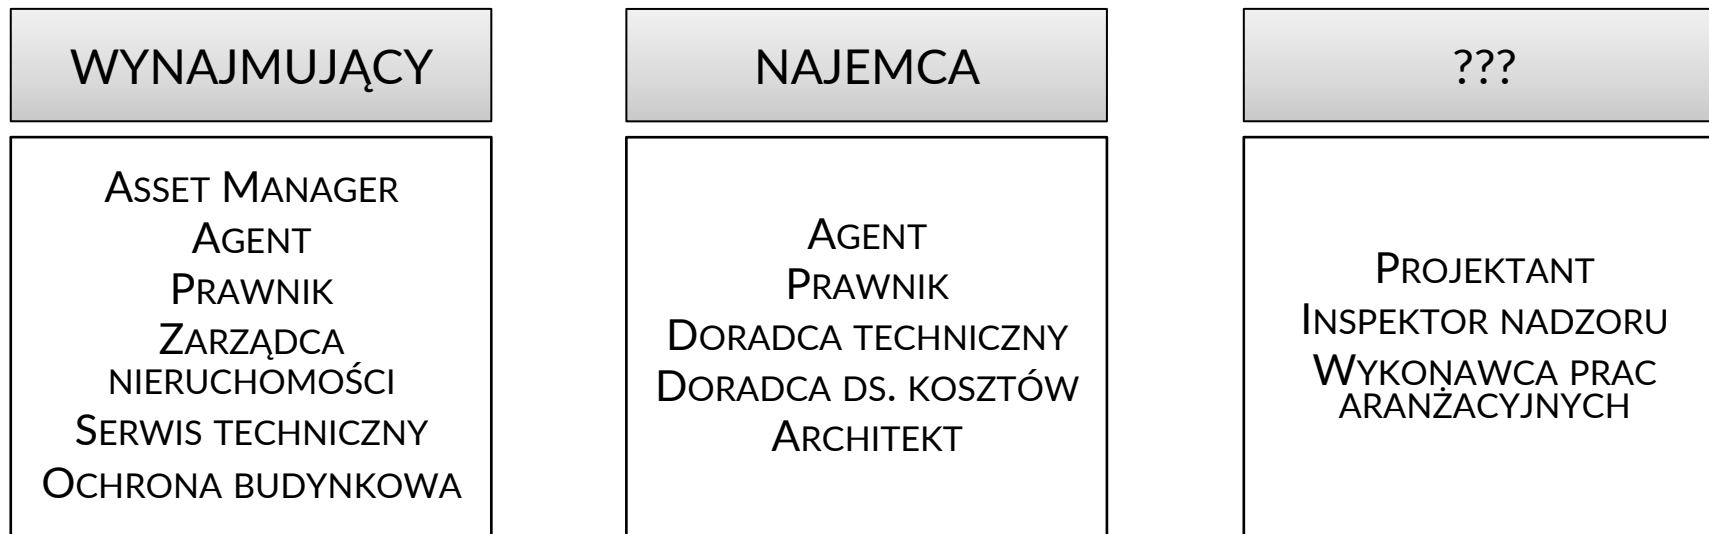 WYNAJMUJĄCY
ASSET MANAGER
AGENT
PRAWNIK
ZARZĄDCA
NIERUCHOMOŚCI
SERWIS TECHNICZNY
OCHRONA BUDYNKOWA
NAJEMCA
AGENT
PRAWNIK
DORADCA TECHNICZNY
DORADCA DS. KOSZTÓW
ARCHITEKT
???
PROJEKTANT
INSPEKTOR NADZORU
WYKONAWCA PRAC
ARANŻACYJNYCH